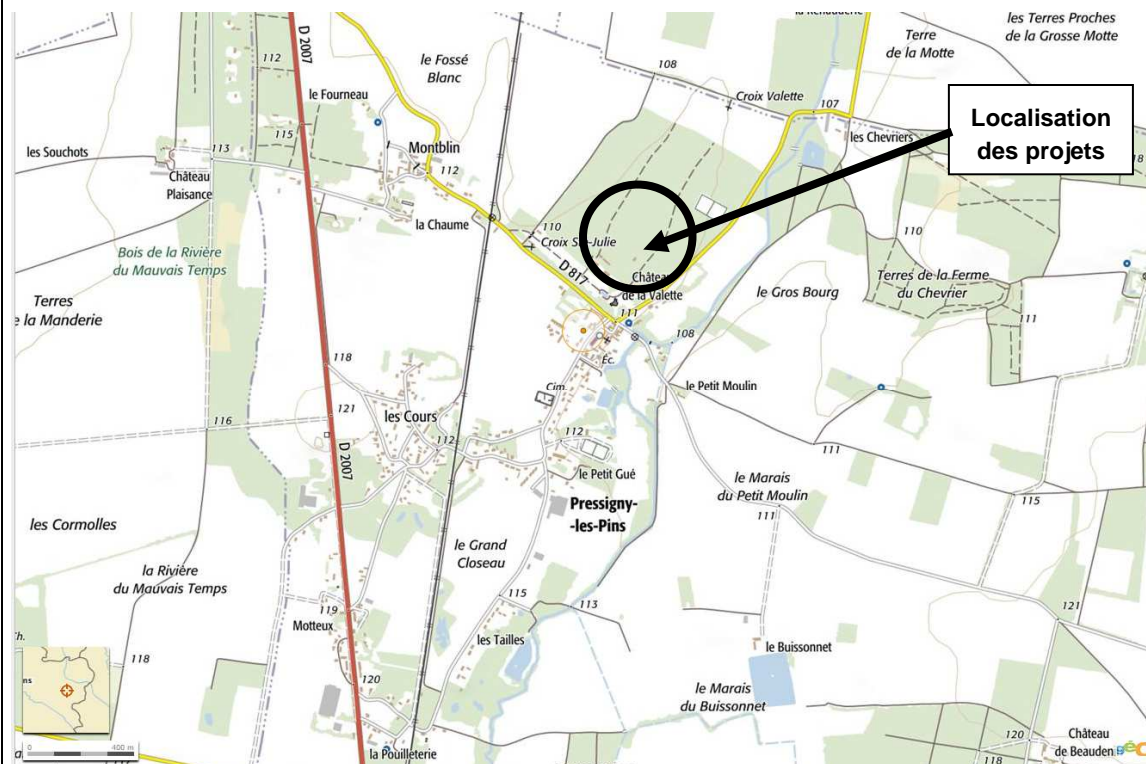 les Terres Proches
de la Grosse Motte
D 2007
112
le Fossé
Blanc
Terre
de la Motte
108
le Fourneau
Croix Valette
107
Localisation
des projets
115
Montblin
les Chevriers
les Souchots
113
Château
Plaisance
112
18
la Chaume
110
Croix
110
Bois de la Rivière
du Mauvais Temps
D 817
Terres de la Ferme
du Chevrier
de la Valette
le Gros Bourg
Terres
e la Manderie
111
108
111
118
Éc.
Cim.
le Petit Moulin
121
les Cours
116
112
112
111
D 2007
le Petit Gué
le Marais
du Petit Moulin
115
Pressigny-
-les-Pins
111
les Cormolles
le Grand
Closeau
la Rivière
du Mauvais Temps
115
113
121
119
Motteux
les Tailles
h.
118
le Buissonnet
ns
120
le Marais
du Buissonnet
0
400 m
120
Château
de Beauden
la Pouilleterie
118